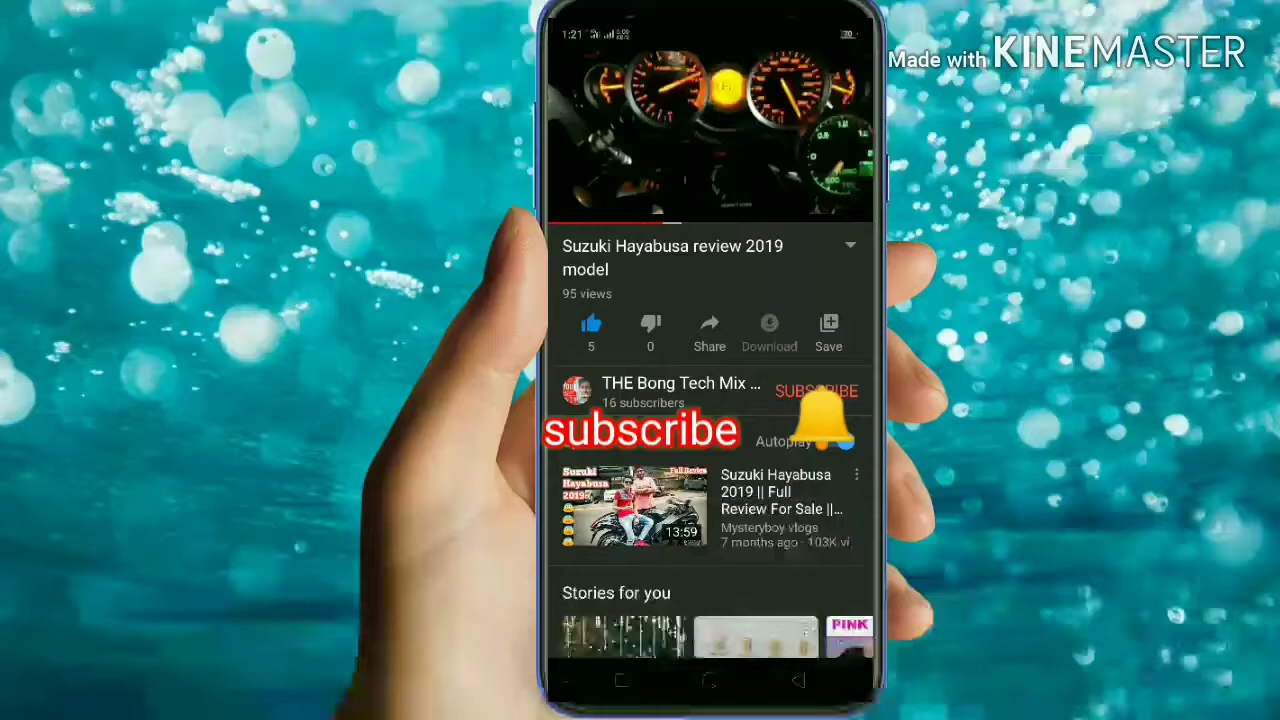 1:21
70
Made with KINEMASTER
Suzuki Hayabusa review 2019
model
95 views
5
0
Share
Download
Save
THE Bong Tech Mix ...
SUBSCRIBE
16 subscribers
subscribe
Autoplay
Suzuki
Hayabusa
2019
Full Review
13:59
Suzuki Hayabusa
2019 || Full
Review For Sale ||...
Mysteryboy vlogs
7 months ago · 103K vi
Stories for you
PINK